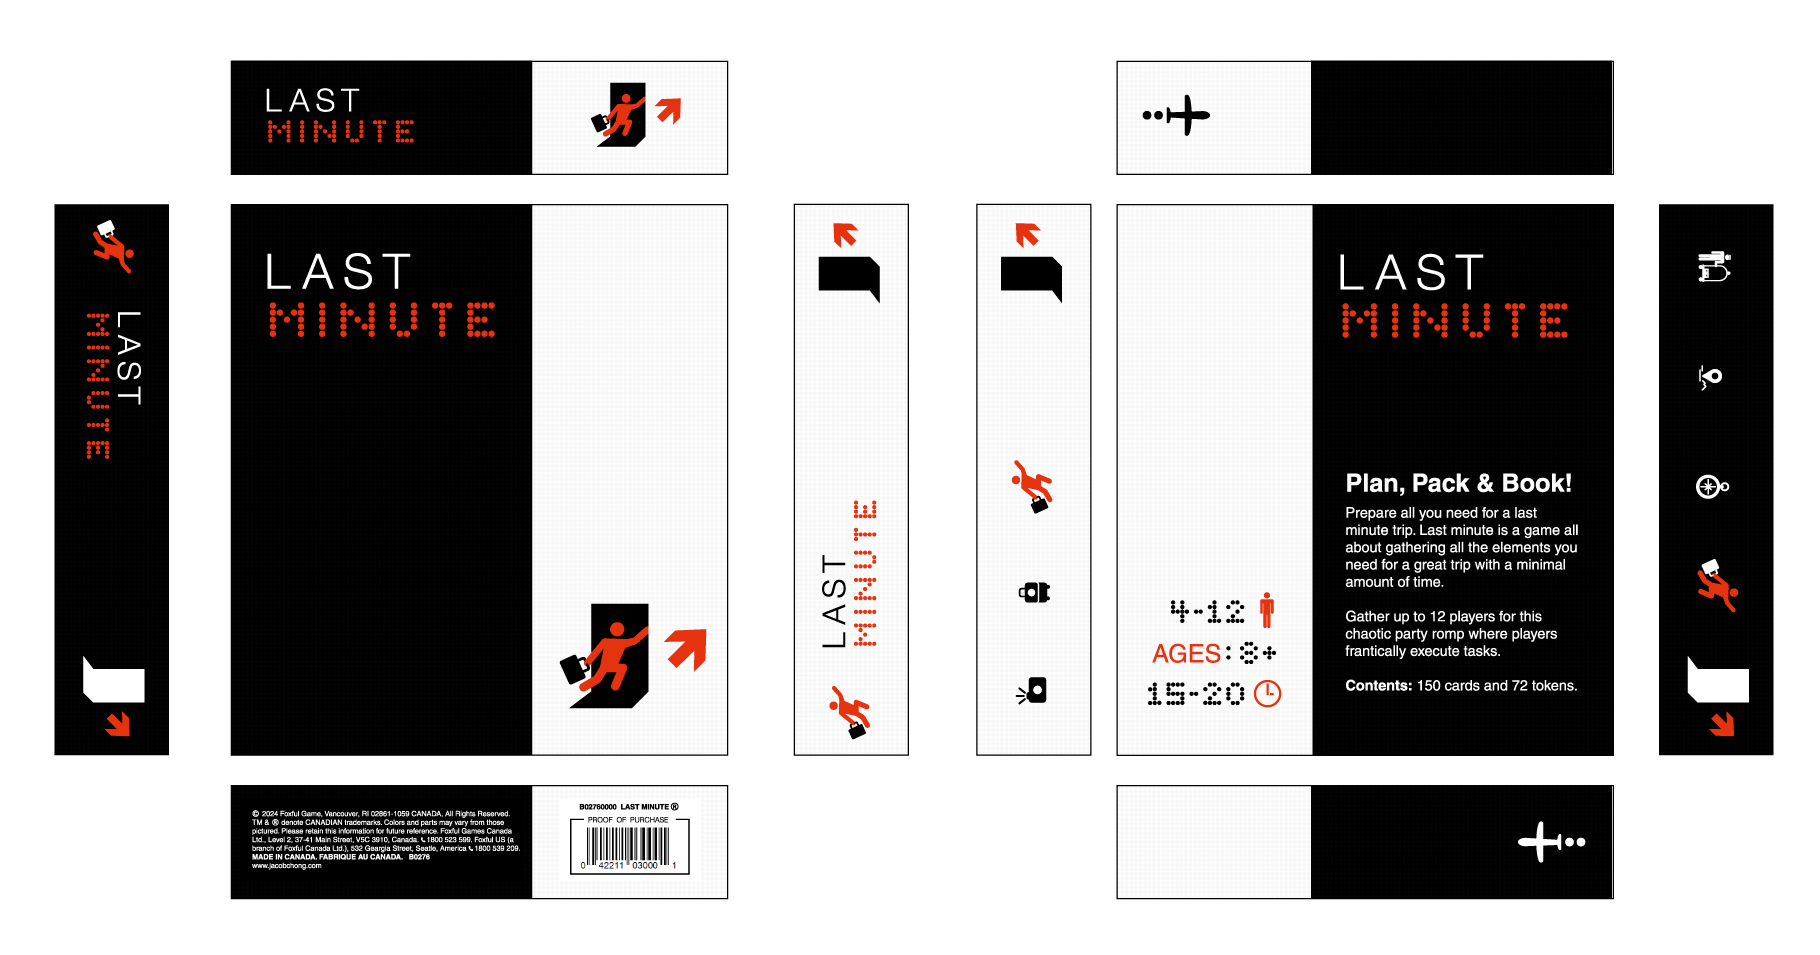 LAST
MINUTE
LAST
MINUTE
LAST
MINUTE
LAST
MINUTE
LAST
MINUTE
Plan, Pack & Book!
Prepare all you need for a last
minute trip. Last minute is a game all
about gathering all the elements you
need for a great trip with a minimal
amount of time.
Gather up to 12 players for this
chaotic party romp where players
frantically execute tasks.
Contents: 150 cards and 72 tokens.
4-12
AGES:8+
15-20
© 2024 Foxful Game, Vancouver, RI 02861-1059 CANADA, All Rights Reserved.
TM & ® denote CANADIAN trademarks. Colors and parts may vary from those
pictured. Please retain this information for future reference. Foxful Games Canada
Ltd., Level 2, 37-41 Main Street, V5C 3910, Canada. 1800 523 599. Foxful US (a
branch of Foxful Canada Ltd.), 532 Geargia Street, Seatle, America 1800 539 209.
MADE IN CANADA. FABRIQUE AU CANADA. B0276
www.jacobchong.com
B02760000 LAST MINUTE ®
PROOF OF PURCHASE
0 42211 03000 1